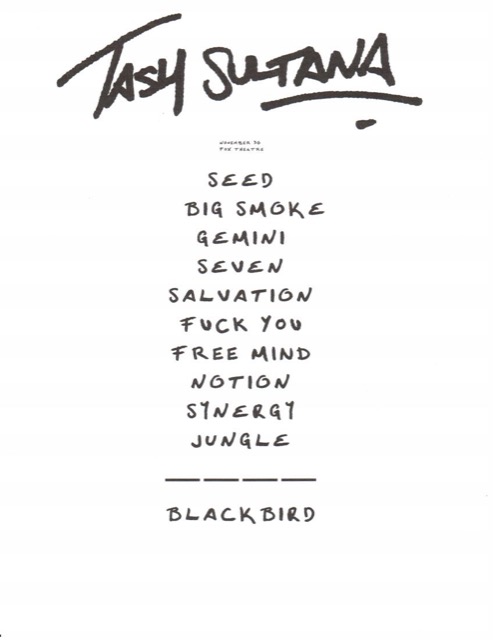 TASH SULTANA
NOVEMBER 30
FOX THEATRE
SEED
BIG SMOKE
GEMINI
SEVEN
SALVATION
FUCK YOU
FREE MIND
NOTION
SYNERGY
JUNGLE
BLACKBIRD